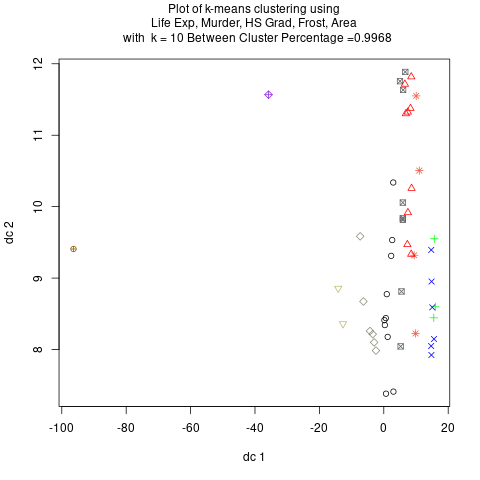 Plot of k-means clustering using
Life Exp, Murder, HS Grad, Frost, Area
with k = 10 Between Cluster Percentage =0.9968
12
11
10
9
8
dc 2
-100
-80
-60
-40
-20
0
20
dc 1